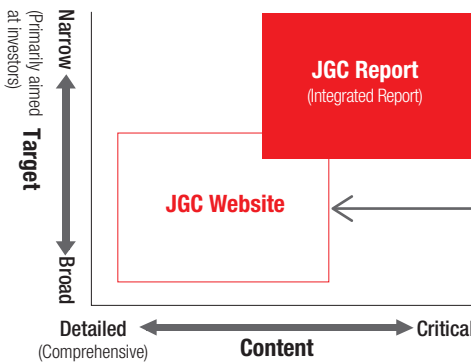 Narrow
(Primarily aimed
at investors)
Target
Broad
JGC Report
(Integrated Report)
JGC Website
Detailed
(Comprehensive)
Content
Critical